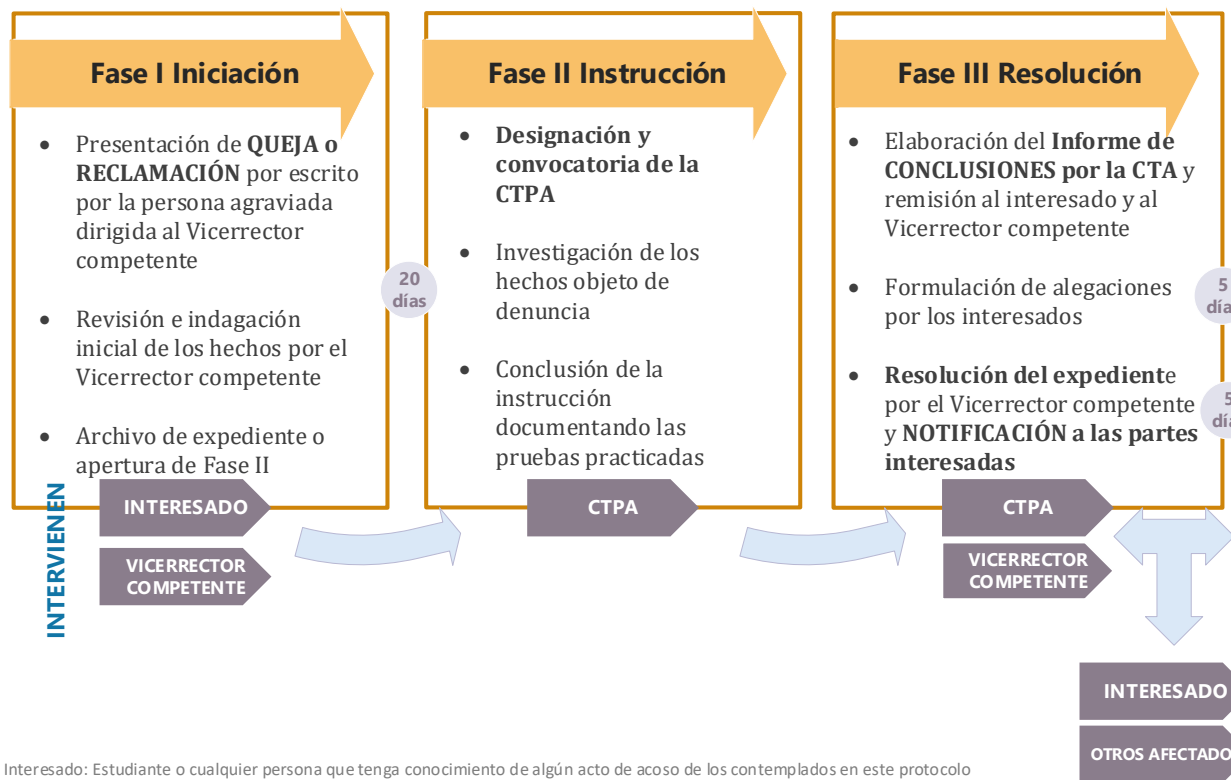 Fase I Iniciación
• Presentación de QUEJA o
RECLAMACIÓN por escrito
por la persona agraviada
dirigida al Vicerrector
competente
• Revisión e indagación
inicial de los hechos por el
Vicerrector competente
• Archivo de expediente o
apertura de Fase II
20
días
Fase II Instrucción
• Designación y
convocatoria de la
CTPA
• Investigación de los
hechos objeto de
denuncia
• Conclusión de la
instrucción
documentando las
pruebas practicadas
Fase III Resolución
• Elaboración del Informe de
CONCLUSIONES por la CTA y
remisión al interesado y al
Vicerrector competente
• Formulación de alegaciones
por los interesados
• Resolución del expediente
por el Vicerrector competente
y NOTIFICACIÓN a las partes
interesadas
5
día
5
día
INTERVIENEN
INTERESADO
VICERRECTOR
COMPETENTE
CTPA
CTPA
VICERRECTOR
COMPETENTE
INTERESADO
OTROS AFECTADO
Interesado: Estudiante o cualquier persona que tenga conocimiento de algún acto de acoso de los contemplados en este protocolo